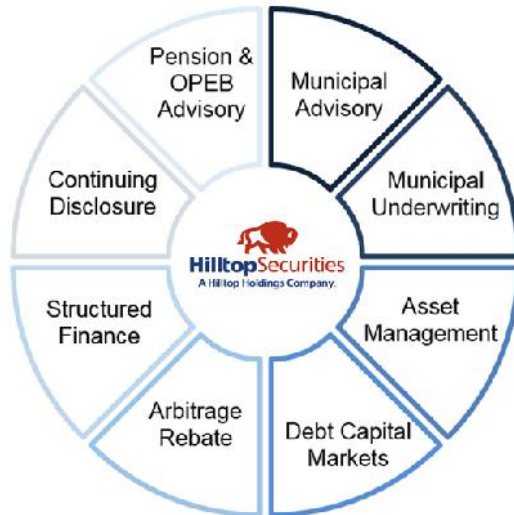 Pension &
OPEB
Advisory
Municipal
Advisory
Municipal
Underwriting
Asset
Management
Debt Capital
Markets
Arbitrage
Rebate
Structured
Finance
Continuing
Disclosure
HilltopSecurities
A Hilltop Holdings Company.